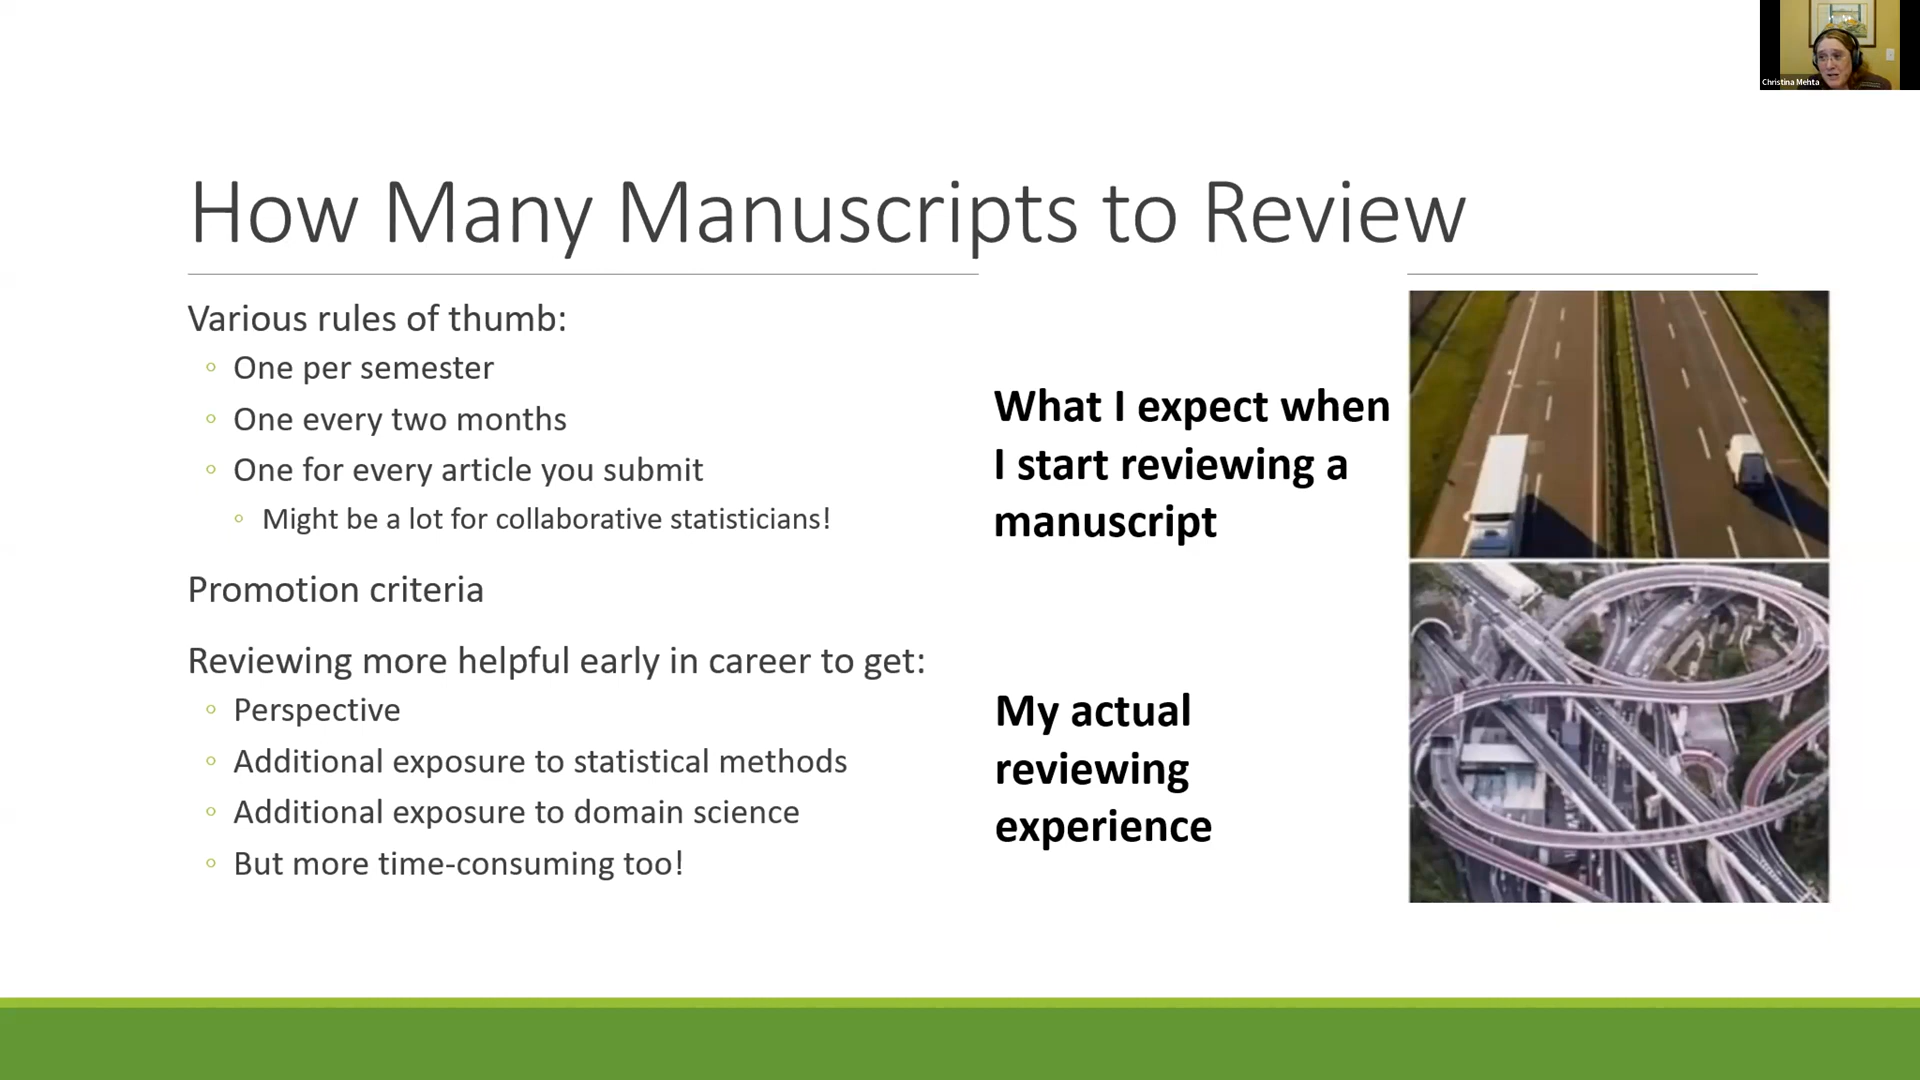 Christina Mehta
How Many Manuscripts to Review
Various rules of thumb:
One per semester
One every two months
One for every article you submit
Might be a lot for collaborative statisticians!
Promotion criteria
Reviewing more helpful early in career to get:
Perspective
Additional exposure to statistical methods
Additional exposure to domain science
But more time-consuming too!
What I expect when
I start reviewing a
manuscript
My actual
reviewing
experience